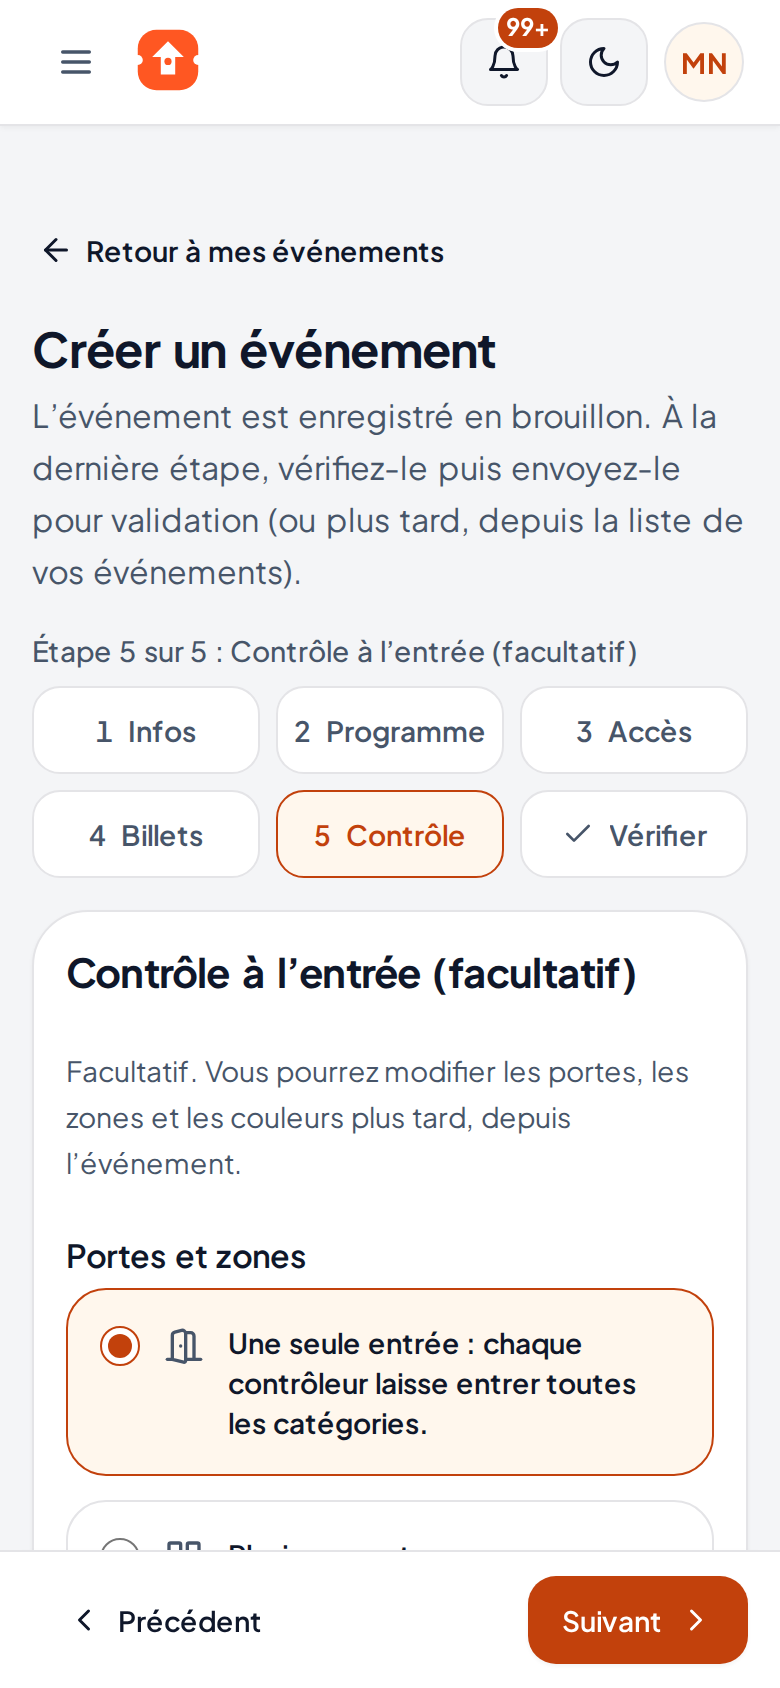 99+
MN
Retour à mes événements
Créer un événement
L’événement est enregistré en brouillon. À la
dernière étape, vérifiez-le puis envoyez-le
pour validation (ou plus tard, depuis la liste de
vos événements).
Étape 5 sur 5 : Contrôle à l’entrée (facultatif)
1 Infos
2 Programme
3 Accès
4 Billets
5 Contrôle
Vérifier
Contrôle à l’entrée (facultatif)
Facultatif. Vous pourrez modifier les portes, les
zones et les couleurs plus tard, depuis
l’événement.
Portes et zones
Une seule entrée : chaque
contrôleur laisse entrer toutes
les catégories.
Précédent
Suivant